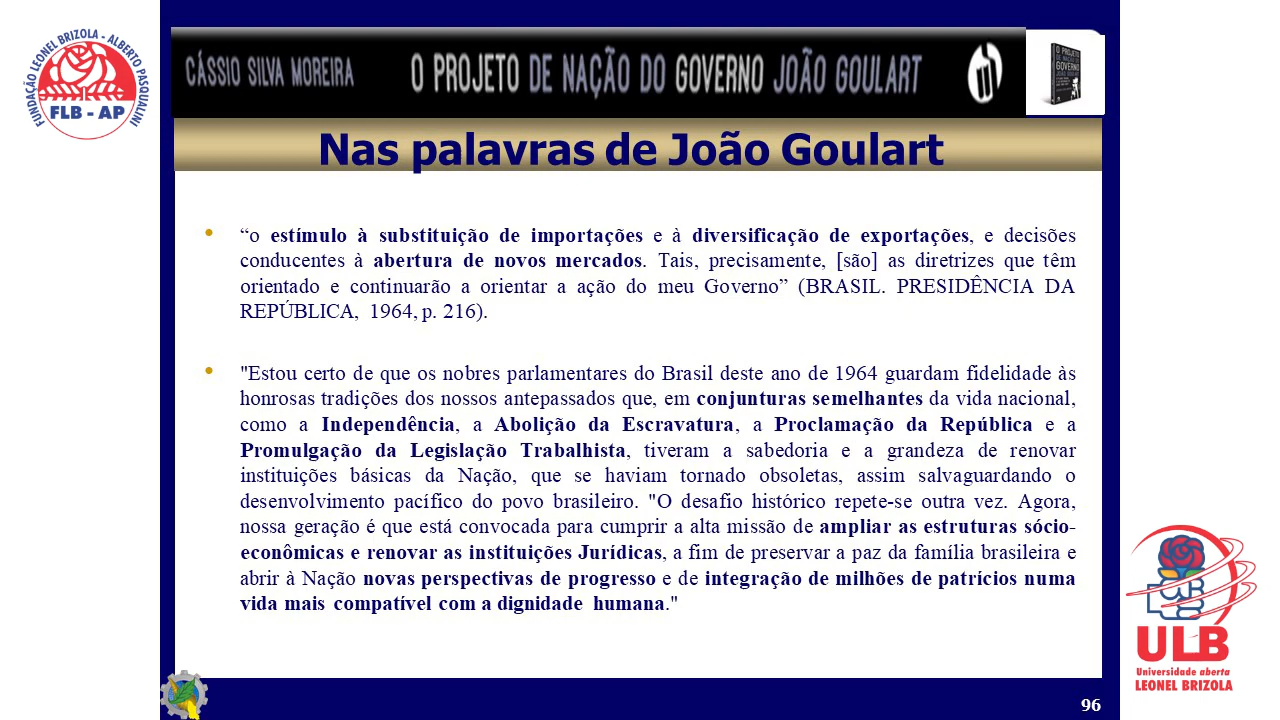 FUNDAÇÃO LEONEL BRIZOLA - ALBERTO PASQUALINI
FLB - AP
CÁSSIO SILVA MOREIRA
O PROJETO DE NAÇÃO DO GOVERNO JOÃO GOULART
O PROJETO
DE NAÇÃO DO
GOVERNO
JOÃO GOULART
Nas palavras de João Goulart
• “o estímulo à substituição de importações e à diversificação de exportações, e decisões
conducentes à abertura de novos mercados. Tais, precisamente, [são] as diretrizes que têm
orientado e continuarão a orientar a ação do meu Governo” (BRASIL. PRESIDÊNCIA DA
REPÚBLICA, 1964, p. 216).
• "Estou certo de que os nobres parlamentares do Brasil deste ano de 1964 guardam fidelidade às
honrosas tradições dos nossos antepassados que, em conjunturas semelhantes da vida nacional,
como a Independência, a Abolição da Escravatura, a Proclamação da República e a
Promulgação da Legislação Trabalhista, tiveram a sabedoria e a grandeza de renovar
instituições básicas da Nação, que se haviam tornado obsoletas, assim salvaguardando o
desenvolvimento pacífico do povo brasileiro. "O desafio histórico repete-se outra vez. Agora,
nossa geração é que está convocada para cumprir a alta missão de ampliar as estruturas sócio-
econômicas e renovar as instituições Jurídicas, a fim de preservar a paz da família brasileira e
abrir à Nação novas perspectivas de progresso e de integração de milhões de patrícios numa
vida mais compatível com a dignidade humana."
ULB
Universidade aberta
LEONEL BRIZOLA
96